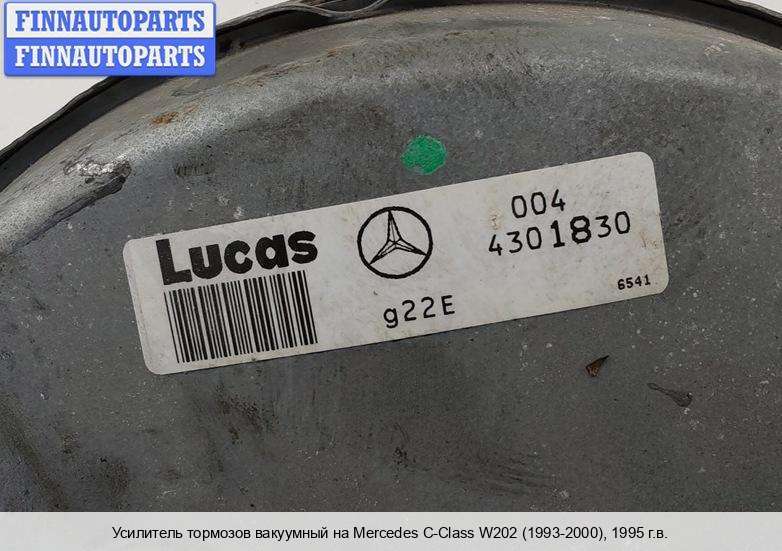 FINNAUTOPARTS
FINNAUTOPARTS
Lucas
004
4301830
g22E
6541
Усилитель тормозов вакуумный на Mercedes C-Class W202 (1993-2000), 1995 г.в.